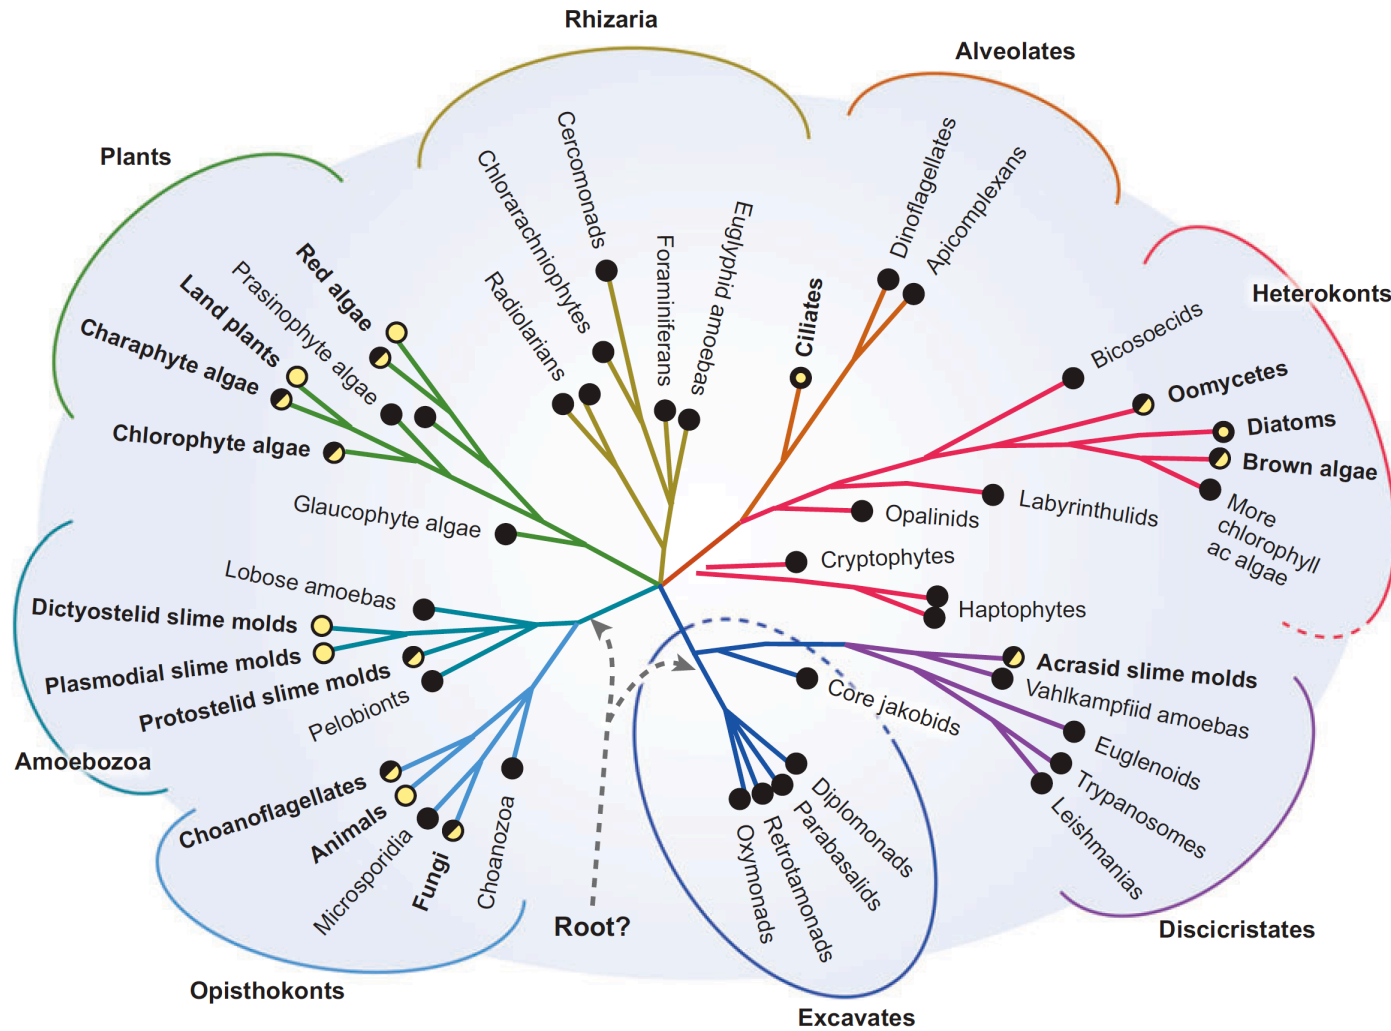 Rhizaria
Alveolates
Plants
Heterokonts
Cercomonads
Chlorarachniophytes
Radiolarians
Foraminiferans
Euglyphid amoebas
Dinoflagellates
Apicomplexans
Ciliates
Red algae
Prasinophyte algae
Land plants
Charaphyte algae
Chlorophyte algae
Glaucophyte algae
Bicosoecids
Oomycetes
Diatoms
Brown algae
More
chlorophyll
ac algae
Labyrinthulids
Opalinids
Cryptophytes
Haptophytes
Lobose amoebas
Dictyostelid slime molds
Plasmodial slime molds
Protostelid slime molds
Pelobionts
Amoebozoa
Acrasid slime molds
Vahlkampfiid amoebas
Core jakobids
Euglenoids
Trypanosomes
Leishmanias
Discicristates
Choanoflagellates
Animals
Microsporidia
Fungi
Choanozoa
Opisthokonts
Root?
Diplomonads
Parabasalids
Retrotamonads
Oxymonads
Excavates